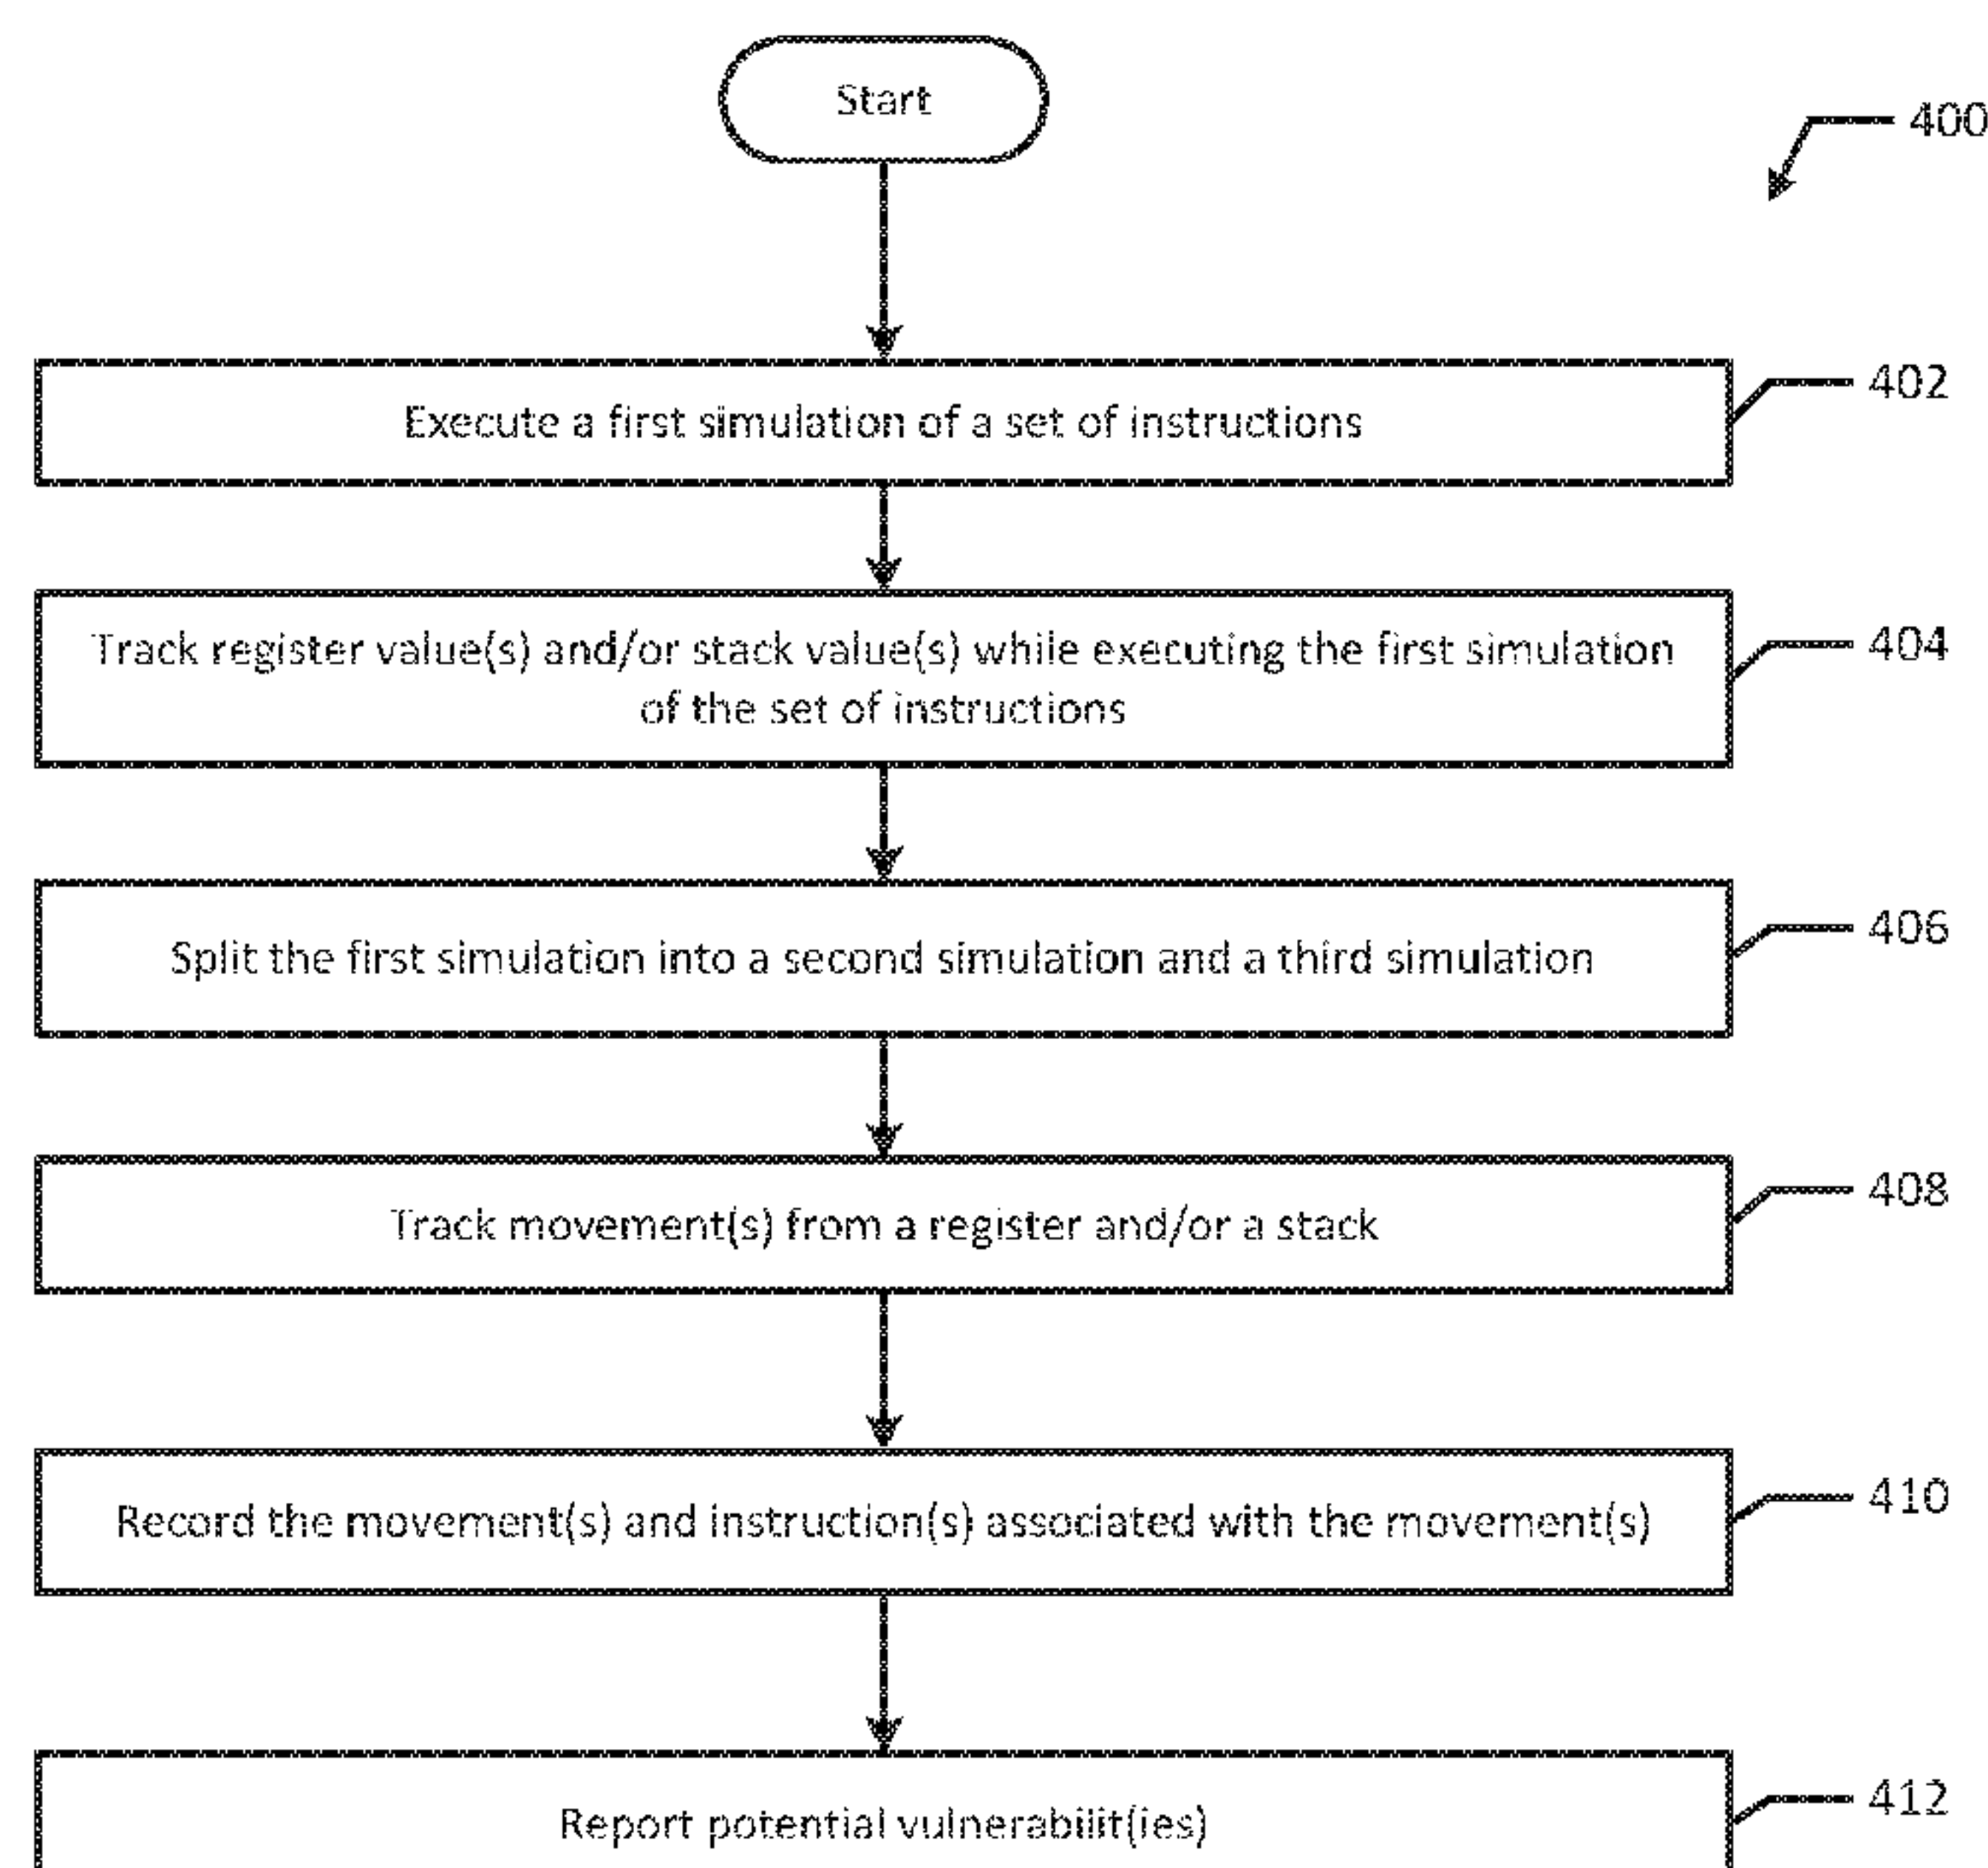 Start
400
Execute a first simulation of a set of instructions
402
Track register value(s) and/or stack value(s) while executing the first simulation
of the set of instructions
404
Split the first simulation into a second simulation and a third simulation
406
Track movement(s) from a register and/or a stack
408
Record the movement(s) and instruction(s) associated with the movement(s)
410
Report potential vulnerabilit(ies)
412